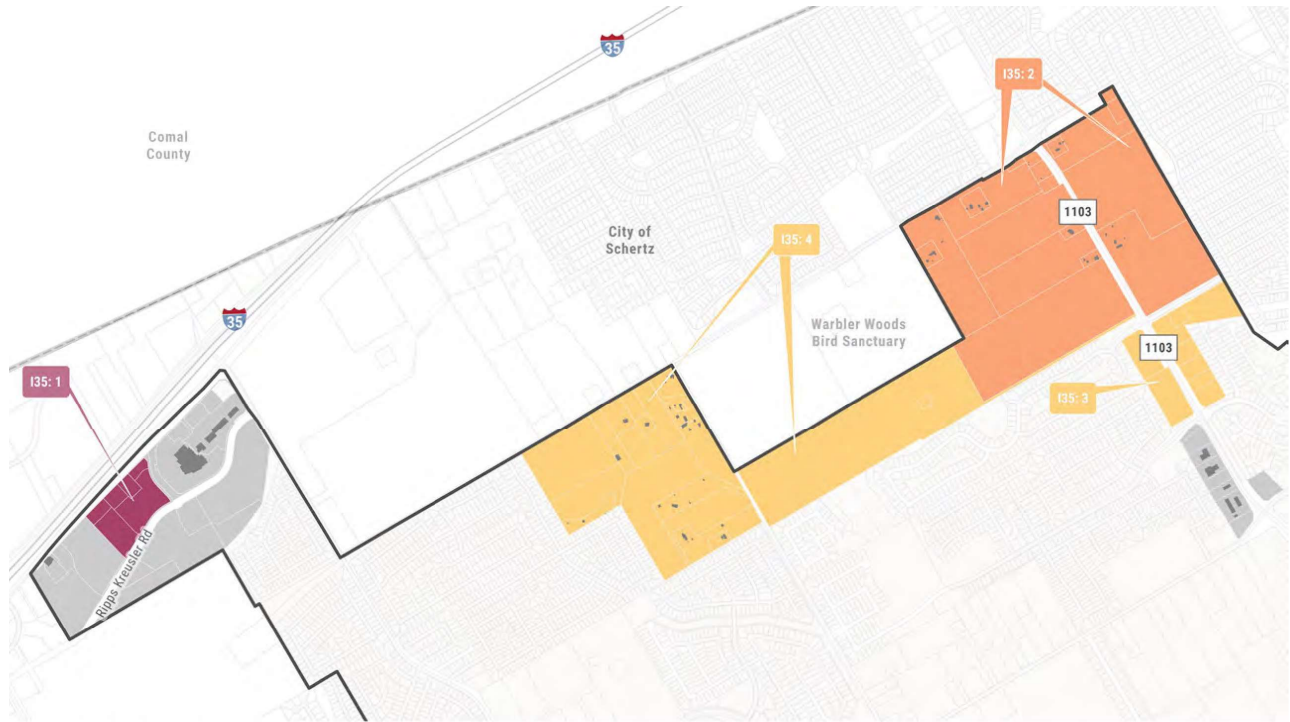 35
I35: 2
Comal
County
1103
City of
Schertz
I35: 4
35
Warbler Woods
Bird Sanctuary
1103
I35: 1
I35: 3
Ripps Kreusler Rd